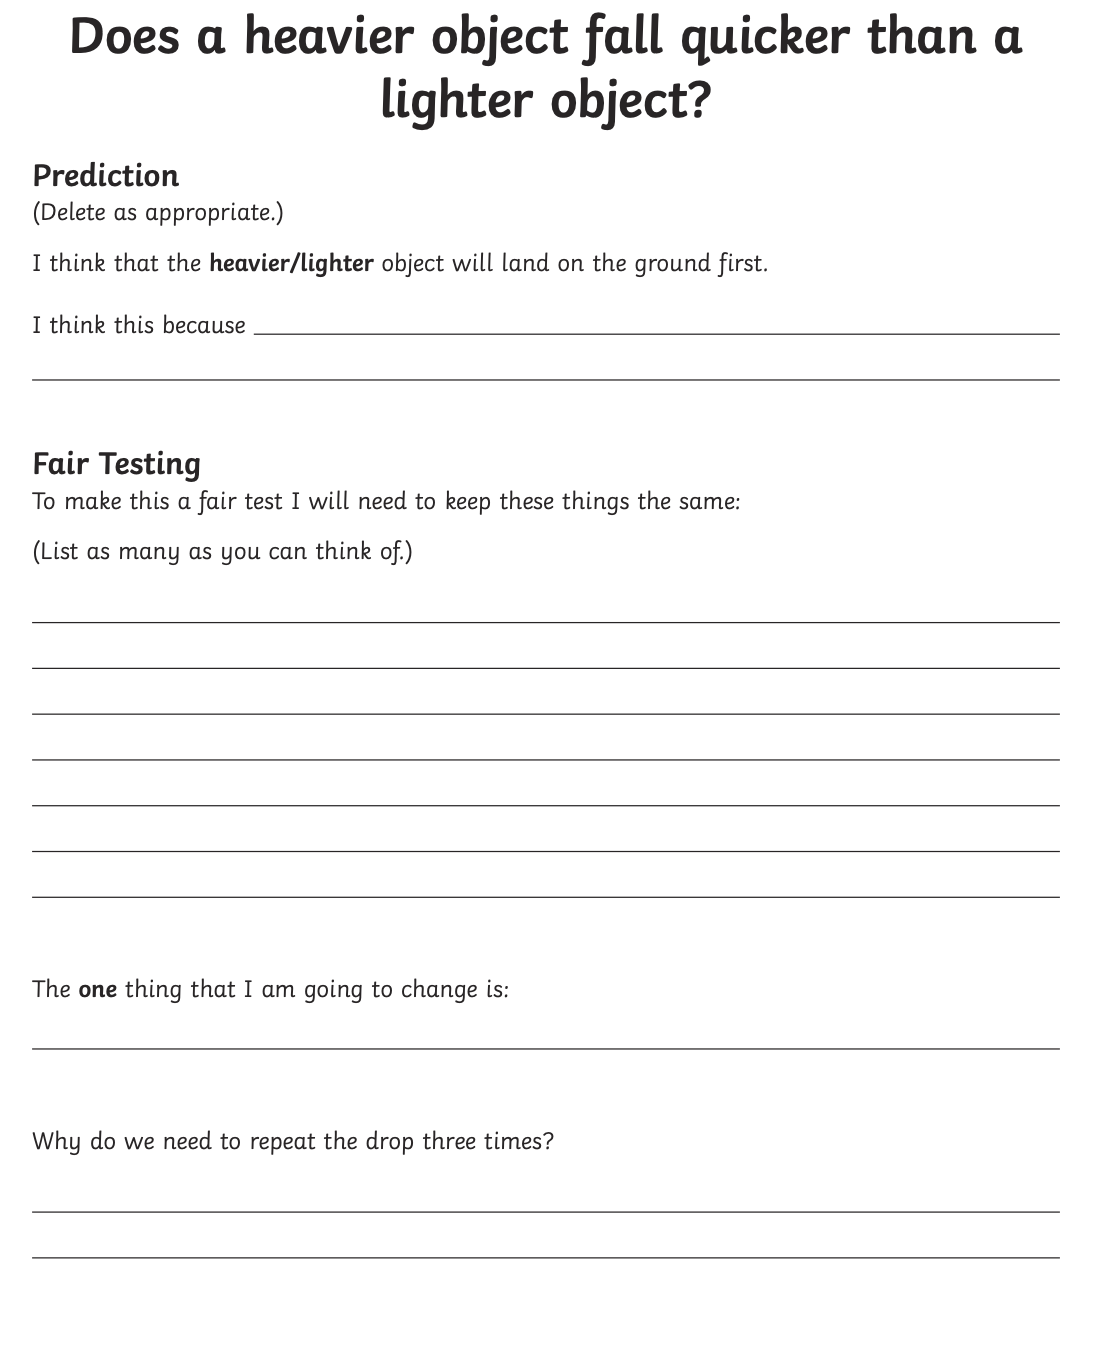 Does a heavier object fall quicker than a
lighter object?
Prediction
(Delete as appropriate.)
I think that the heavier/lighter object will land on the ground first.
I think this because
Fair Testing
To make this a fair test I will need to keep these things the same:
(List as many as you can think of.)
The one thing that I am going to change is:
Why do we need to repeat the drop three times?